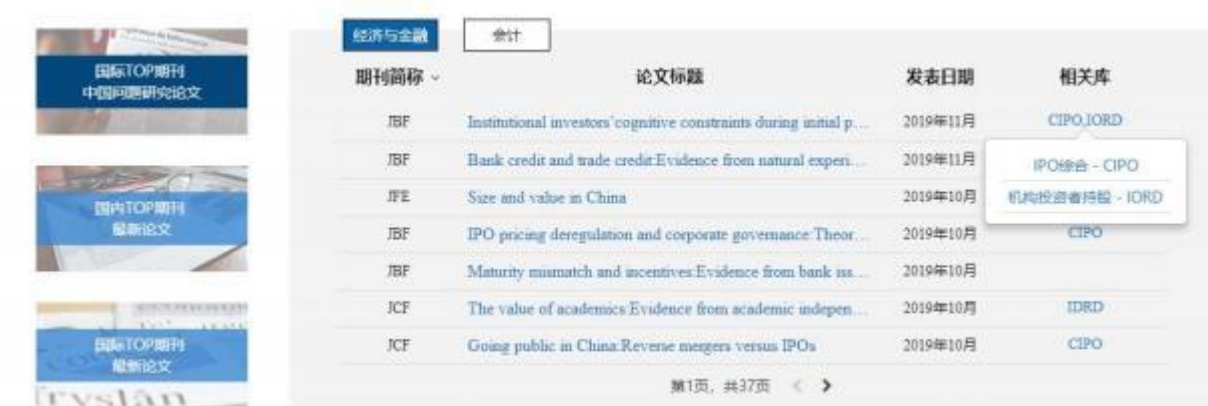 国际TOP期刊
中国问题研究论文
国内TOP期刊
最新论文
国际TOP期刊
最新论文
经济与金融 会计
期刊简称 论文标题 发表日期 相关库
JBF Institutional investors'cognitive constraints during initial p... 2019年11月 CIPO,IORD
JBF Bank credit and trade credit:Evidence from natural experi... 2019年11月
IPO综合 - CIPO
JFE Size and value in China 2019年10月
机构投资者持股 - IORD
JBF IPO pricing deregulation and corporate governance:Theor... 2019年10月 CIPO
JBF Maturity mismatch and incentives:Evidence from bank iss... 2019年10月
JCF The value of academics:Evidence from academic indepen... 2019年10月 IDRD
JCF Going public in China:Reverse mergers versus IPOs 2019年10月 CIPO
第1页, 共37页 < >